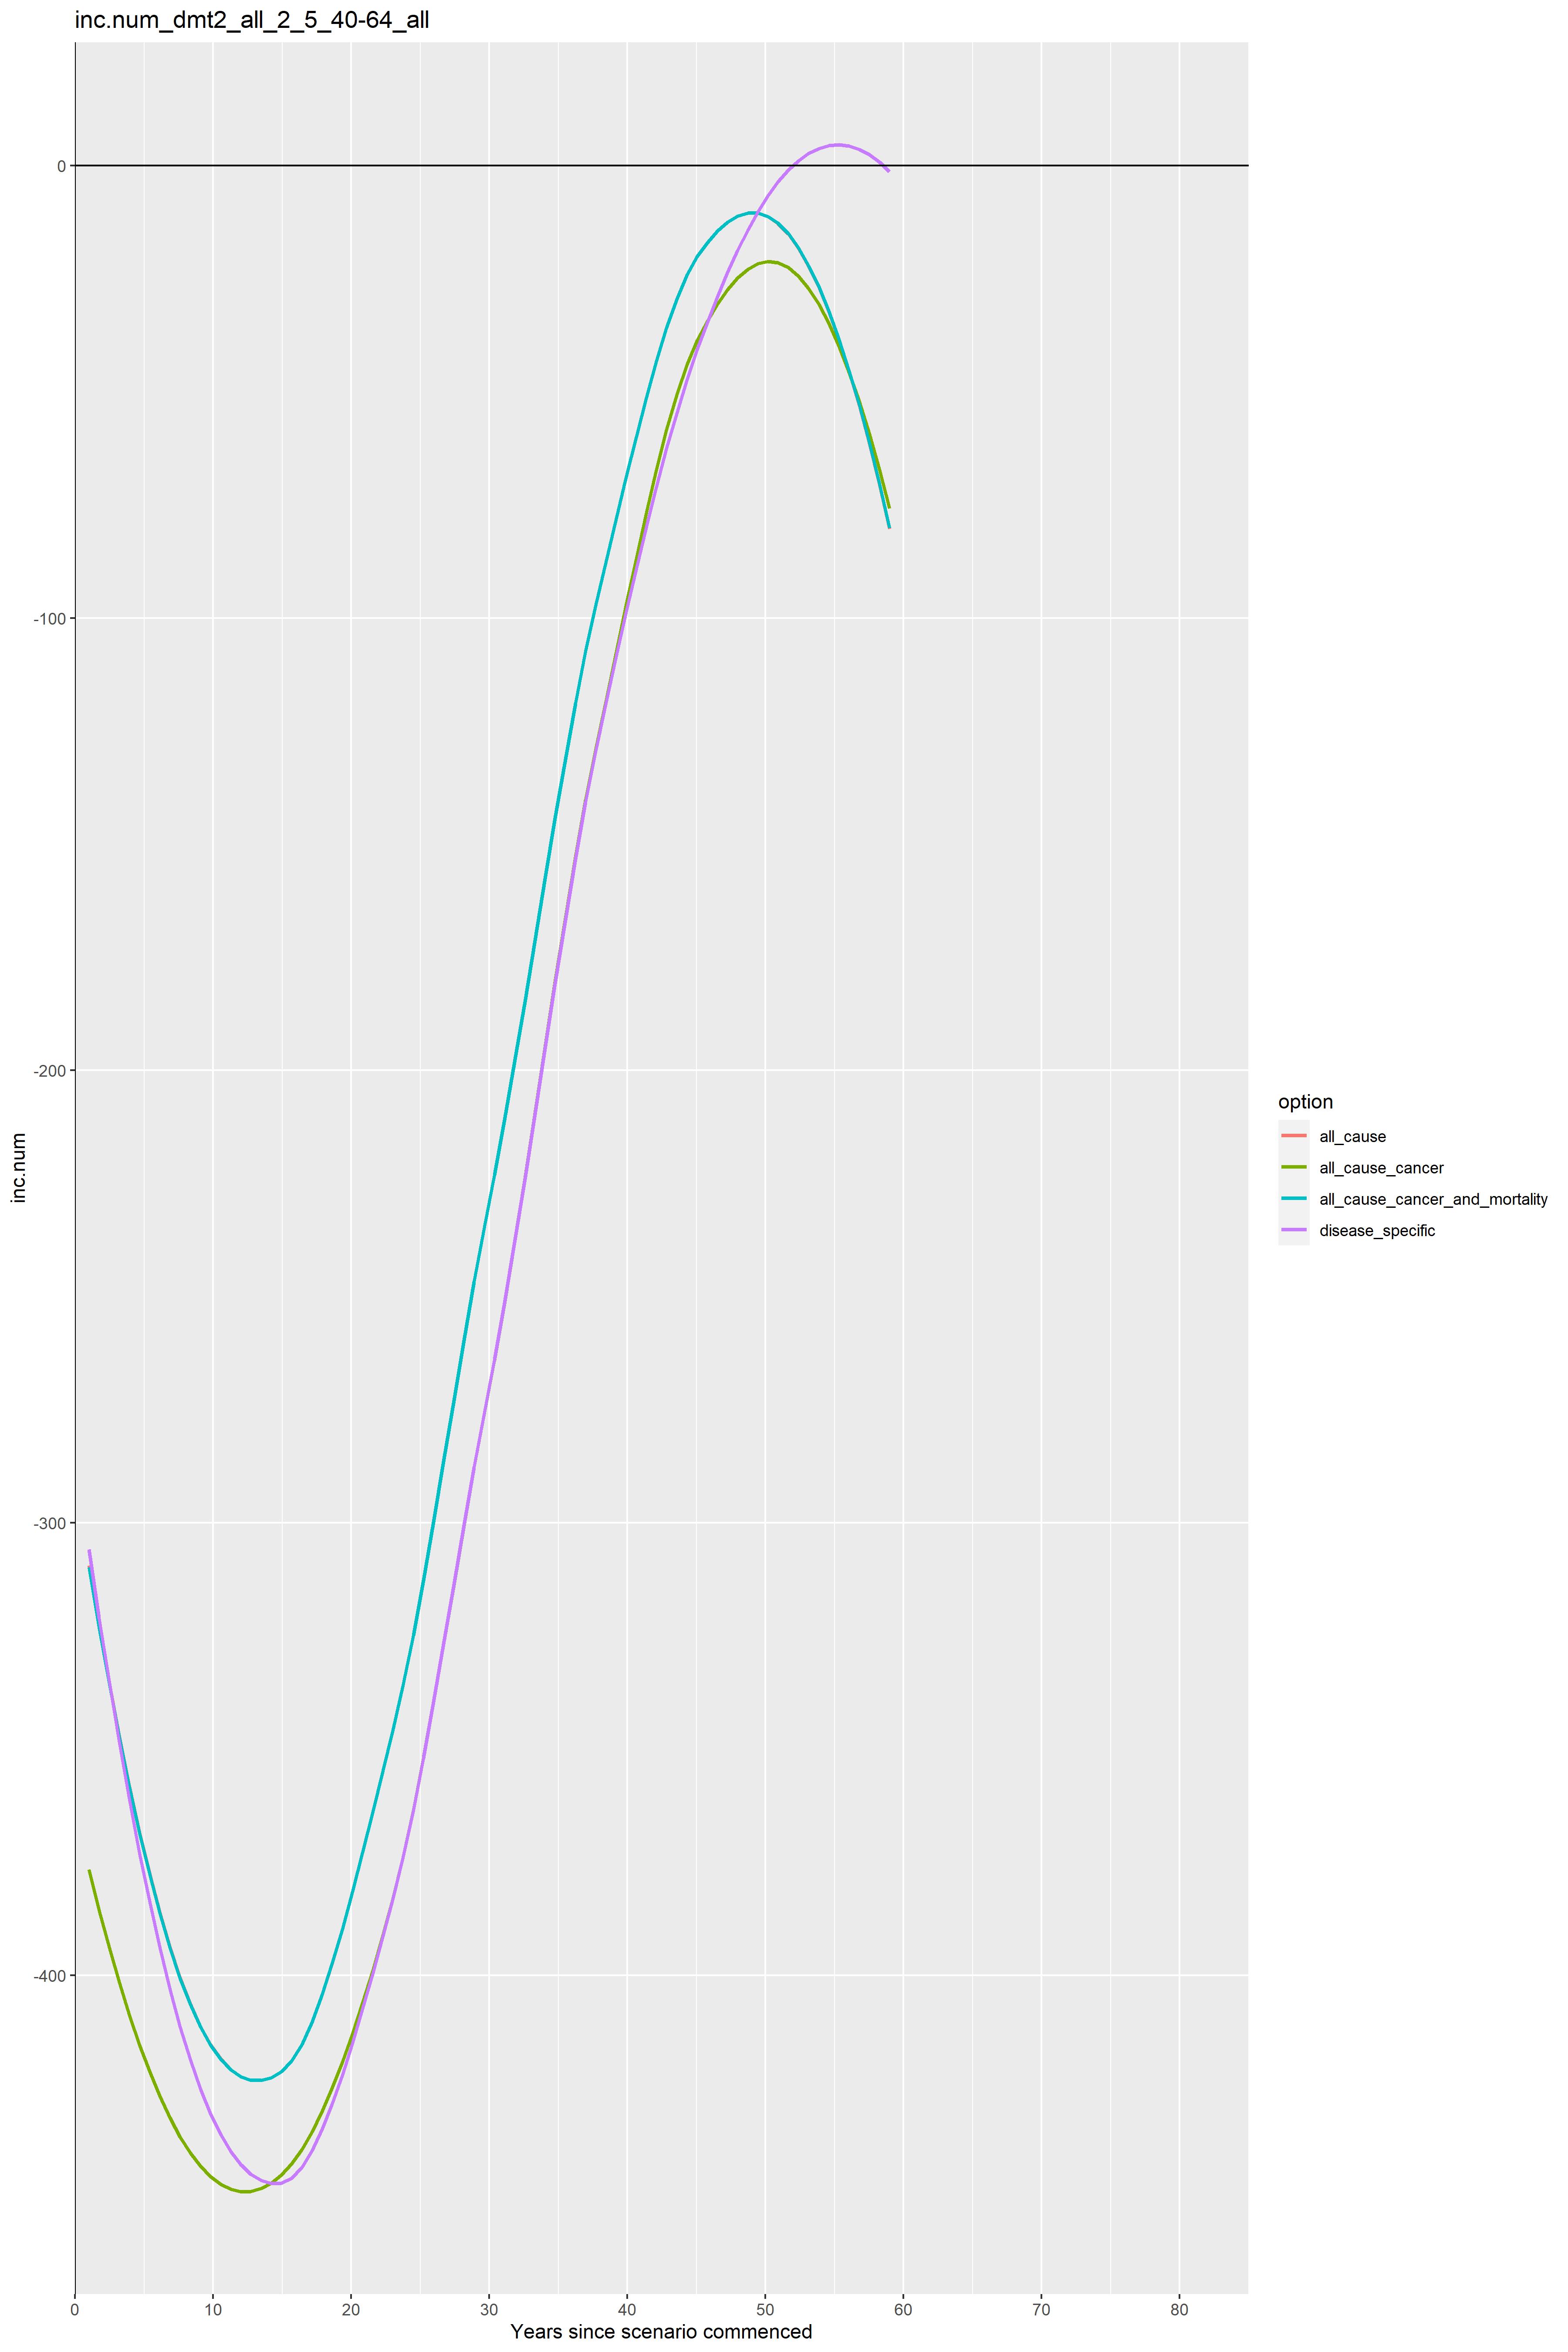 inc.num_dmt2_all_2_5_40-64_all
0
-100
-200
-300
-400
inc.num
0 10 20 30 40 50 60 70 80
Years since scenario commenced
option
all_cause
all_cause_cancer
all_cause_cancer_and_mortality
disease_specific